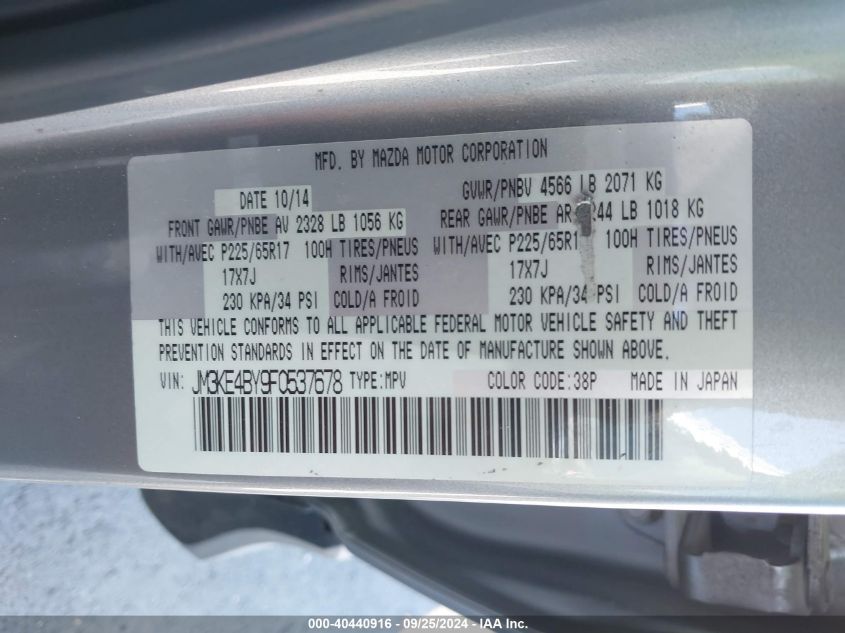 MFD. BY MAZDA MOTOR CORPORATION
DATE 10/14 GVWR/PNBV 4566 LB 2071 KG
FRONT GAWR/PNBE AV 2328 LB 1056 KG REAR GAWR/PNBE AR 244 LB 1018 KG
WITH/AVEC P225/65R17 100H TIRES/PNEUS WITH/AVEC P225/65R1 100H TIRES/PNEUS
17X7J RIMS/JANTES 17X7J RIMS/JANTES
230 KPA/34 PSI COLD/A FROID 230 KPA/34 PSI COLD/A FROID
THIS VEHICLE CONFORMS TO ALL APPLICABLE FEDERAL MOTOR VEHICLE SAFETY AND THEFT
PREVENTION STANDARDS IN EFFECT ON THE DATE OF MANUFACTURE SHOWN ABOVE.
VIN: JM3KE4BY9F0537678 TYPE:MPV COLOR CODE:38P MADE IN JAPAN
000-40440916 - 09/25/2024 - IAA Inc.